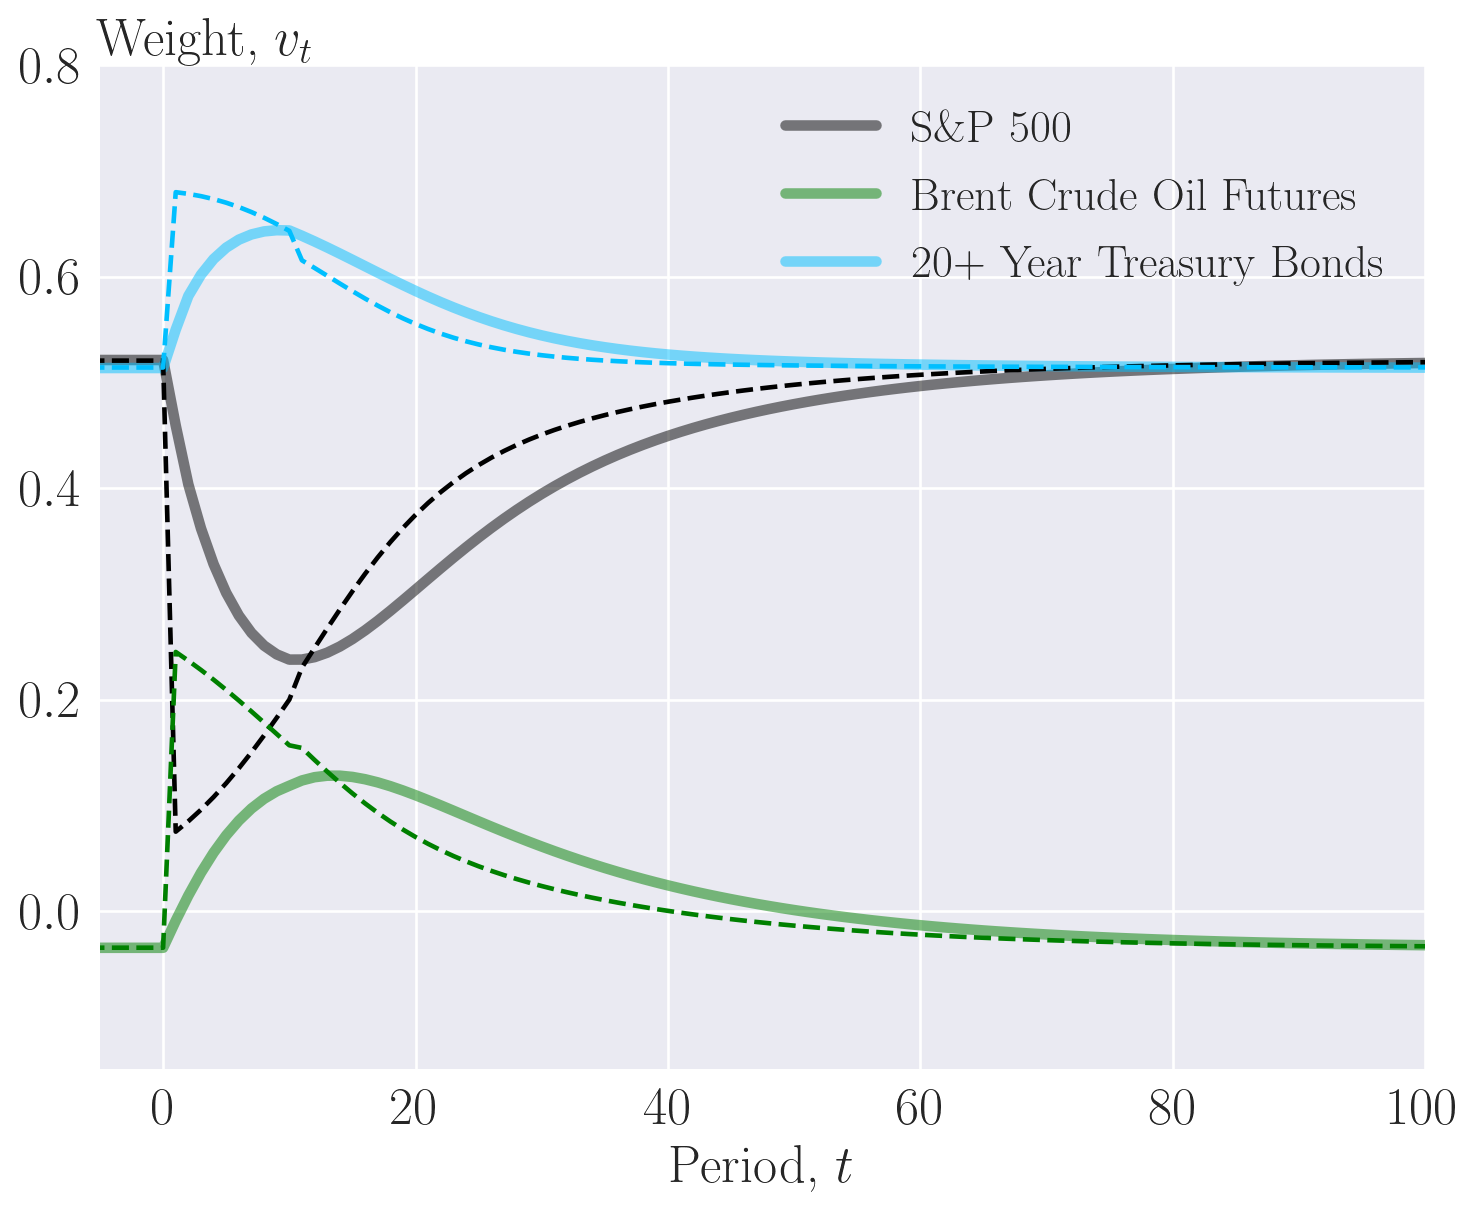 Weight, v_t
0.8
0.6
0.4
0.2
0.0
S&P 500
Brent Crude Oil Futures
20+ Year Treasury Bonds
0 20 40 60 80 100
Period, t